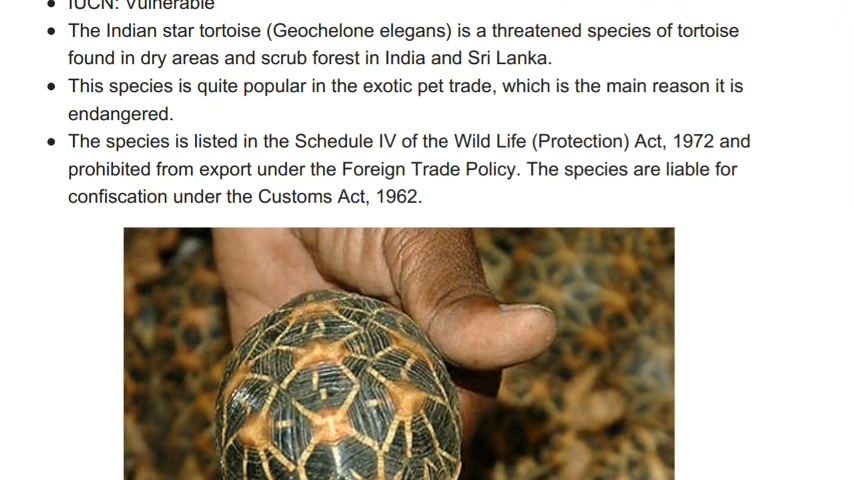 IUCN: Vulnerable
The Indian star tortoise (Geochelone elegans) is a threatened species of tortoise
found in dry areas and scrub forest in India and Sri Lanka.
This species is quite popular in the exotic pet trade, which is the main reason it is
endangered.
The species is listed in the Schedule IV of the Wild Life (Protection) Act, 1972 and
prohibited from export under the Foreign Trade Policy. The species are liable for
confiscation under the Customs Act, 1962.